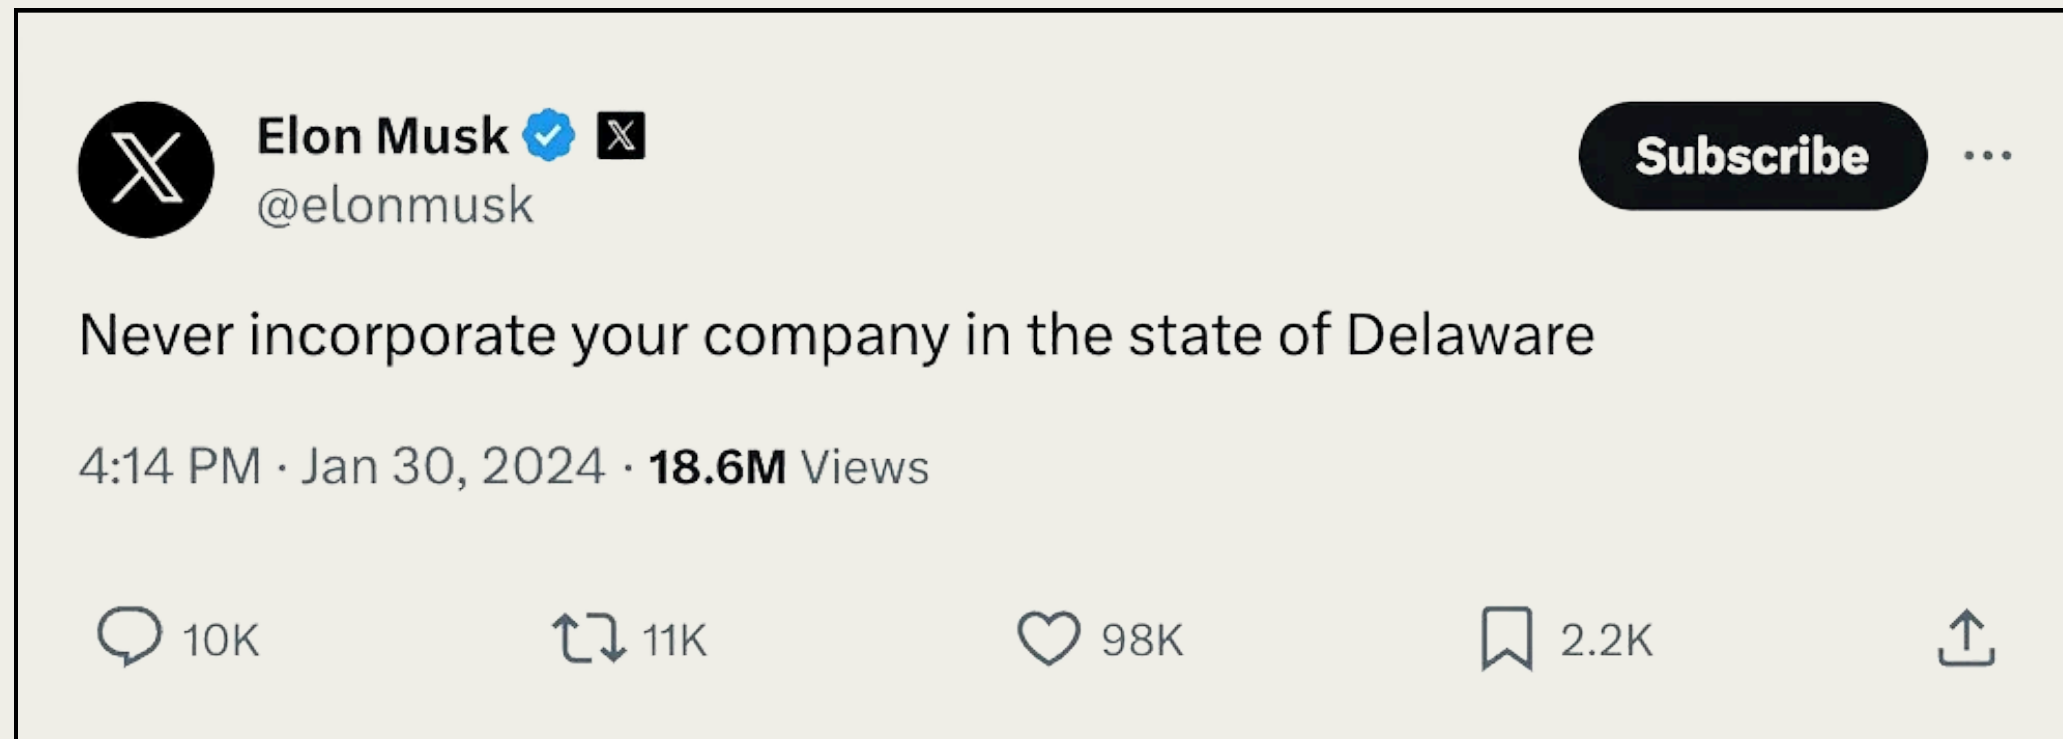 Elon Musk
@elonmusk
Subscribe
Never incorporate your company in the state of Delaware
4:14 PM · Jan 30, 2024 · 18.6M Views
10K 11K 98K 2.2K